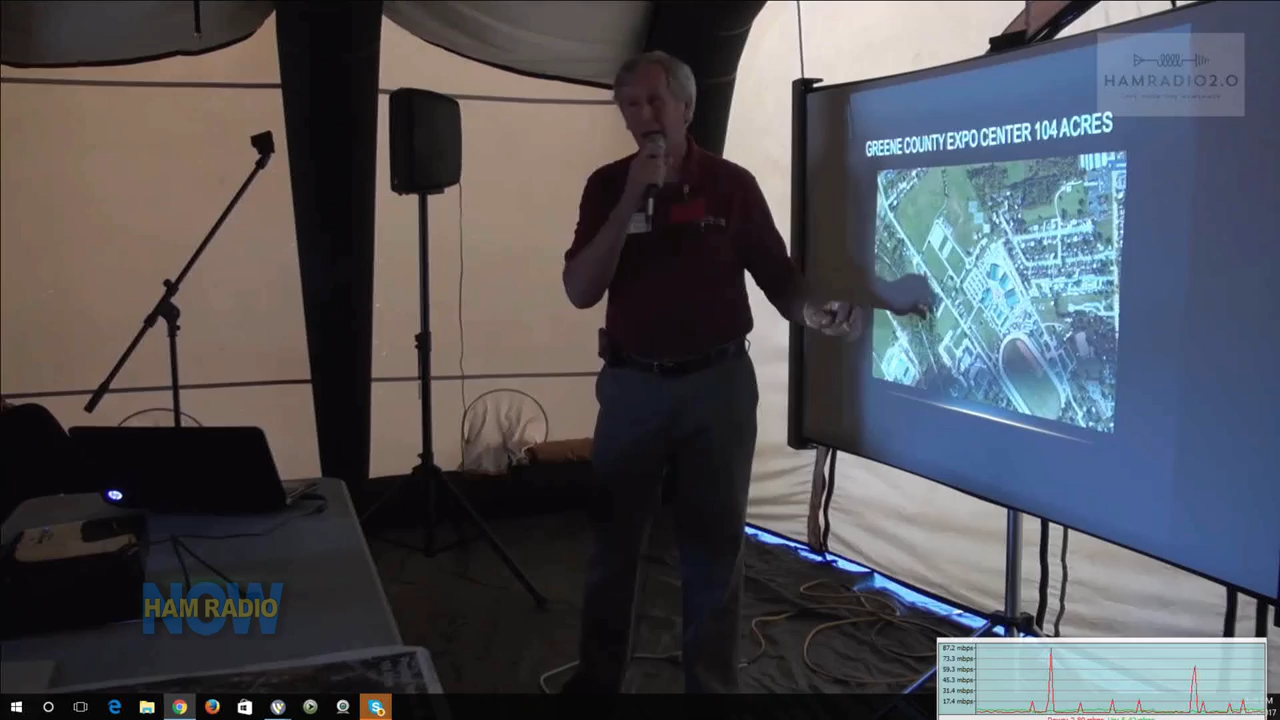 HAMRADIO2.0
GREENE COUNTY EXPO CENTER 104 ACRES
NOW
HAM RADIO
87.2 mbps
73.3 mbps
59.3 mbps
45.3 mbps
31.4 mbps
17.4 mbps